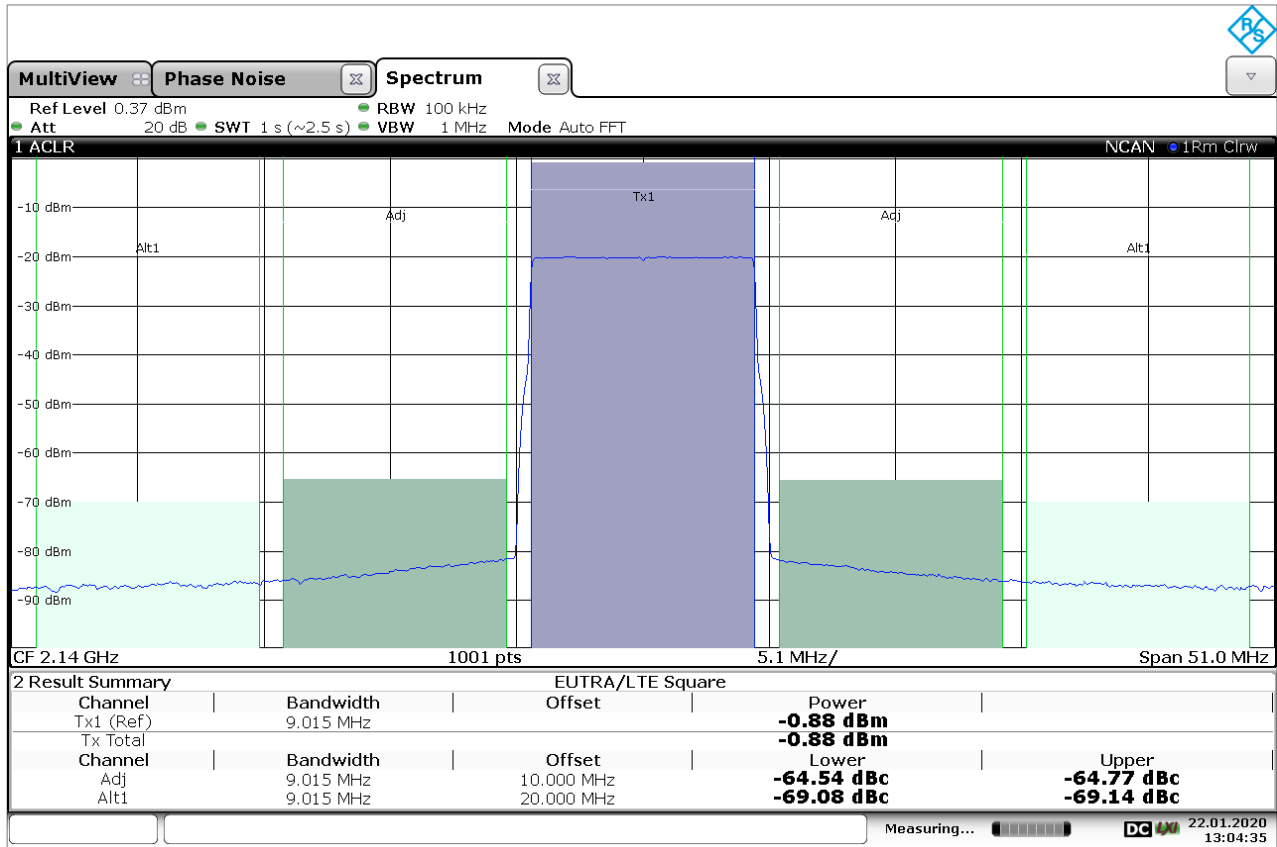 R&S
MultiView Phase Noise Spectrum
Ref Level 0.37 dBm RBW 100 kHz
Att 20 dB SWT 1 s (~2.5 s) VBW 1 MHz Mode Auto FFT
1 ACLR NCAN 1Rm Clrw
Tx1
-10 dBm
Adj Adj
Alt1 Alt1
-20 dBm
-30 dBm
-40 dBm
-50 dBm
-60 dBm
-70 dBm
-80 dBm
-90 dBm
CF 2.14 GHz 1001 pts 5.1 MHz/ Span 51.0 MHz
2 Result Summary EUTRA/LTE Square
Channel Bandwidth Offset Power
Tx1 (Ref) 9.015 MHz -0.88 dBm
Tx Total -0.88 dBm
Channel Bandwidth Offset Lower Upper
Adj 9.015 MHz 10.000 MHz -64.54 dBc -64.77 dBc
Alt1 9.015 MHz 20.000 MHz -69.08 dBc -69.14 dBc
Measuring... DC LXI 22.01.2020
13:04:35